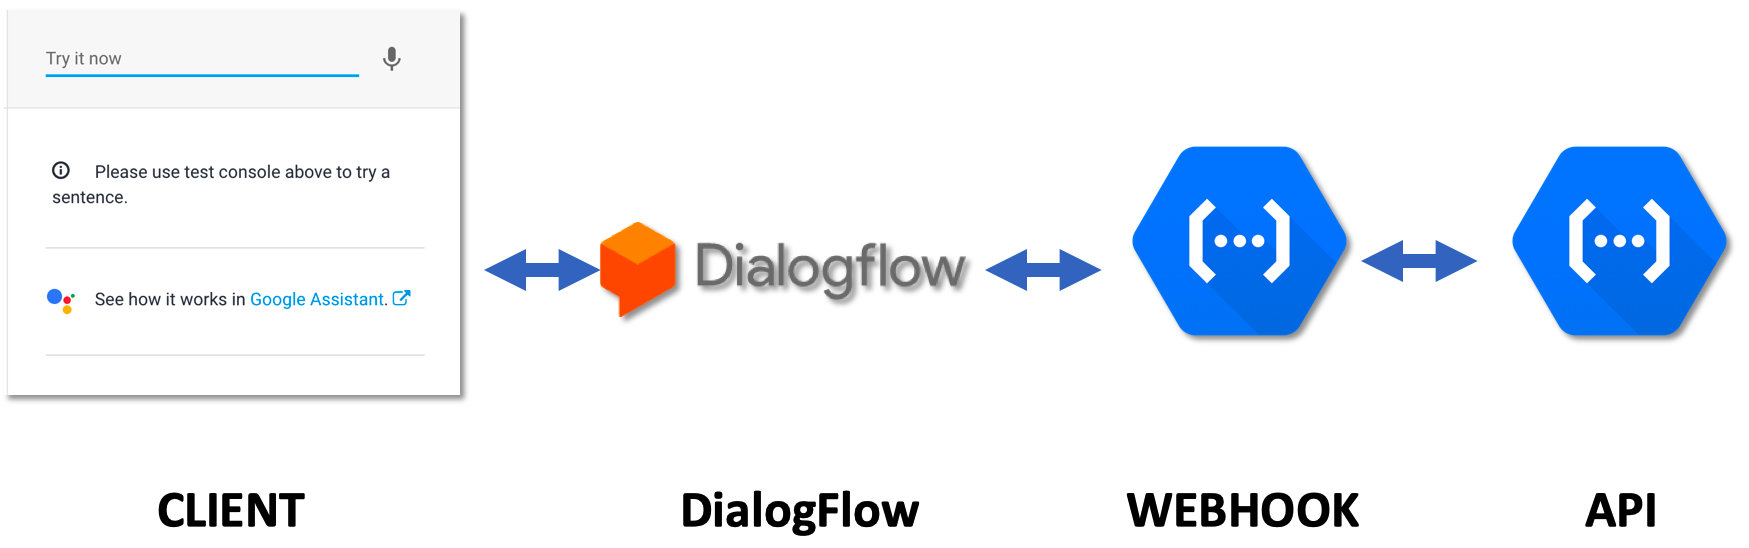 Try it now
Please use test console above to try a
sentence.
See how it works in Google Assistant.
Dialogflow
CLIENT
DialogFlow
WEBHOOK
API